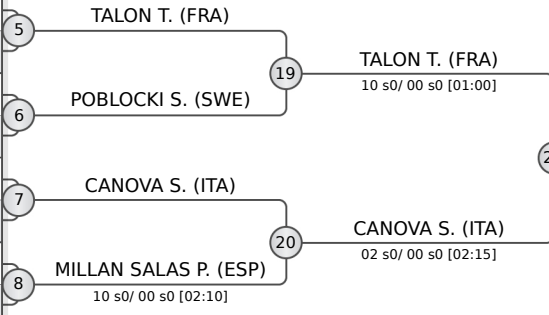 5
TALON T. (FRA)
19
TALON T. (FRA)
10 s0/ 00 s0 [01:00]
6
POBLOCKI S. (SWE)
2
7
CANOVA S. (ITA)
20
CANOVA S. (ITA)
02 s0/ 00 s0 [02:15]
8
MILLAN SALAS P. (ESP)
10 s0/ 00 s0 [02:10]